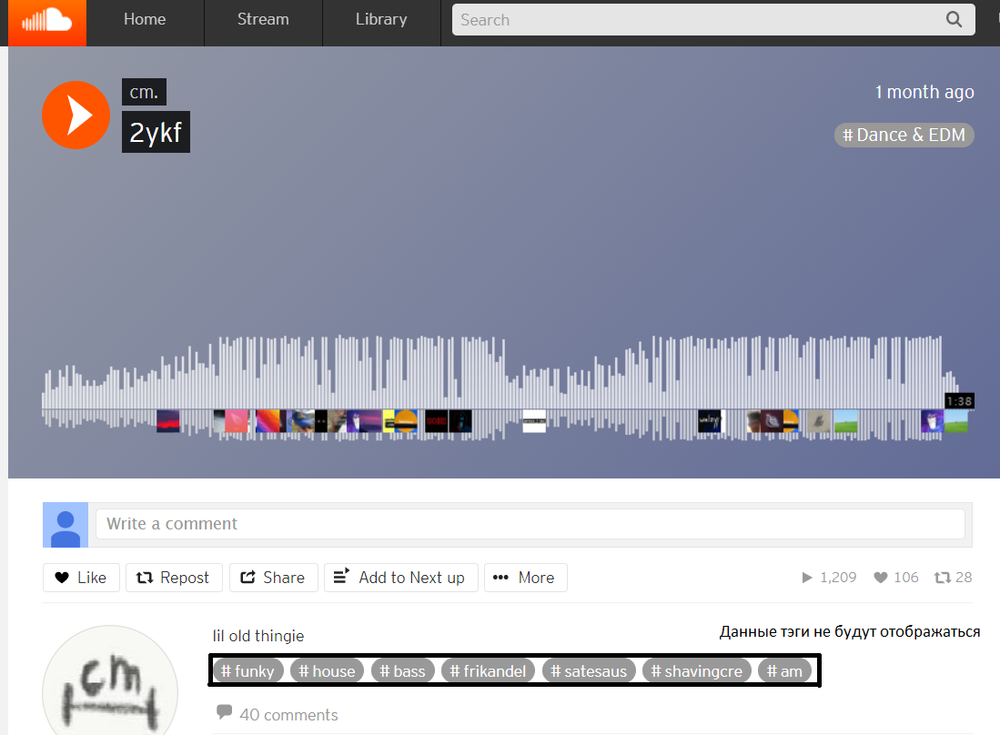 Home Stream Library Search
cm.
1 month ago
2ykf
# Dance & EDM
1:38
Write a comment
Like Repost Share Add to Next up More 1,209 106 28
lil old thingie
Данные тэги не будут отображаться
cm
# funky # house # bass # frikandel # satesaus # shavingcre # am
40 comments